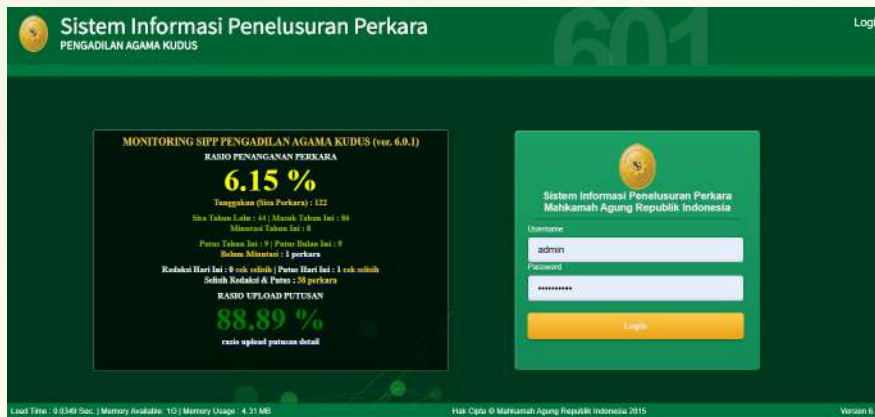 Sistem Informasi Penelusuran Perkara
PENGADILAN AGAMA KUDUS
601
Logi
MONITORING SIPP PENGADILAN AGAMA KUDUS (ver. 6.0.1)
RASIO PENANGANAN PERKARA
6.15 %
Tunggakan (Sisa Perkara) : 122
Sisa Tahun Lalu : 44 | Masuk Tahun Ini : 86
Minutasi Tahun Ini : 8
Putus Tahun Ini : 9 | Putus Bulan Ini : 9
Belum Minutasi : 1 perkara
Redaksi Hari Ini : 0 cek selisih | Putus Hari Ini : 1 cek selisih
Selisih Redaksi & Putus : 38 perkara
RASIO UPLOAD PUTUSAN
88.89 %
rasio upload putusan detail
Sistem Informasi Penelusuran Perkara
Mahkamah Agung Republik Indonesia
Username
admin
Password
••••••••••
Login
Load Time : 0.0349 Sec. | Memory Available: 1G | Memory Usage : 4.31 MB
Hak Cipta © Mahkamah Agung Republik Indonesia 2015
Version 6